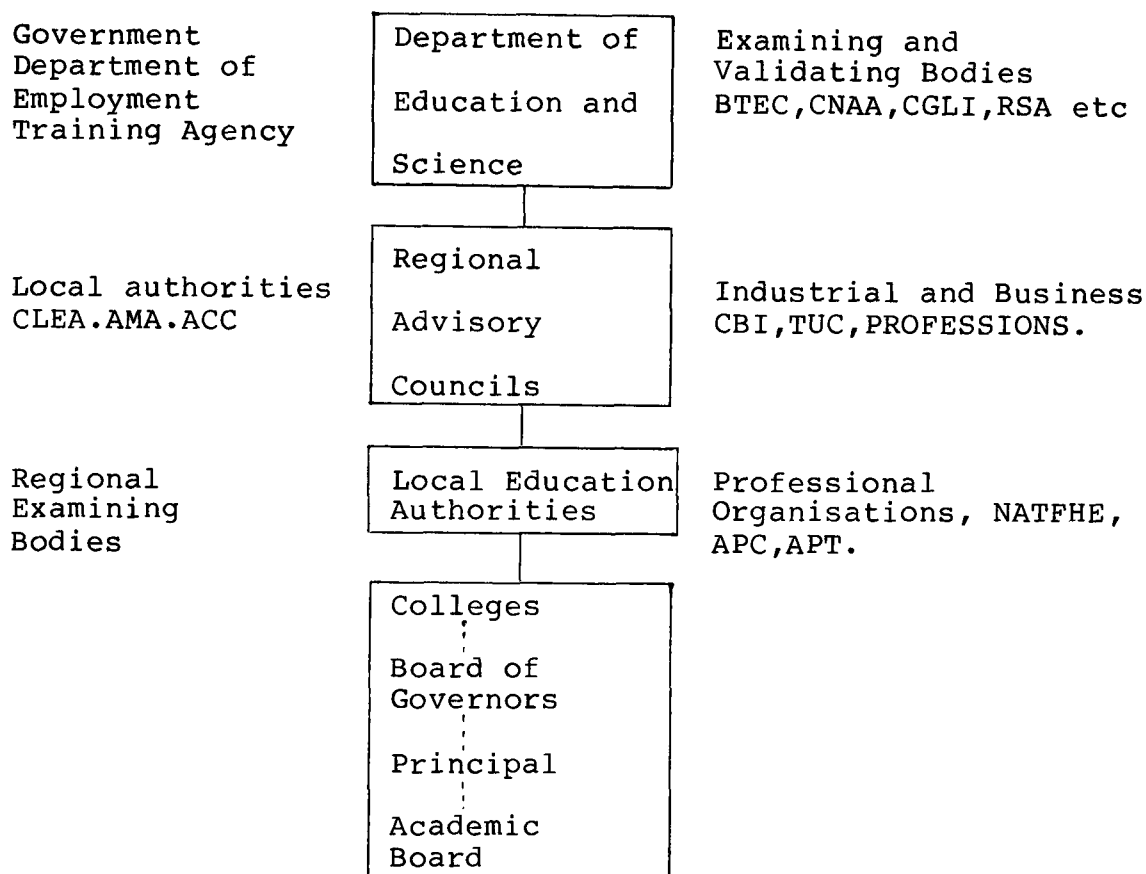 Government
Department of
Employment
Training Agency
Department of
Education and
Science
Examining and
Validating Bodies
BTEC,CNAA,CGLI,RSA etc
Local authorities
CLEA.AMA.ACC
Regional
Advisory
Councils
Industrial and Business
CBI,TUC,PROFESSIONS.
Regional
Examining
Bodies
Local Education
Authorities
Professional
Organisations, NATFHE,
APC,APT.
Colleges
Board of
Governors
Principal
Academic
Board